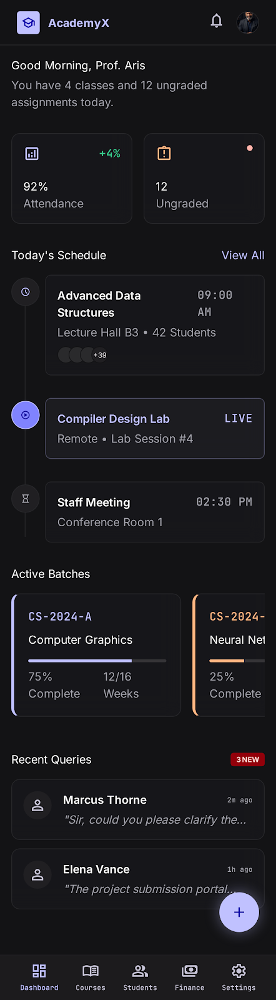 AcademyX
Good Morning, Prof. Aris
You have 4 classes and 12 ungraded
assignments today.
+4%
92%
Attendance
12
Ungraded
Today's Schedule
View All
Advanced Data
Structures
09:00
AM
Lecture Hall B3 • 42 Students
+39
Compiler Design Lab
LIVE
Remote • Lab Session #4
Staff Meeting
02:30 PM
Conference Room 1
Active Batches
CS-2024-A
Computer Graphics
75%
Complete
12/16
Weeks
CS-2024-
Neural Net
25%
Complete
Recent Queries
3 NEW
Marcus Thorne
2m ago
"Sir, could you please clarify the...
Elena Vance
1h ago
"The project submission portal...
Dashboard
Courses
Students
Finance
Settings